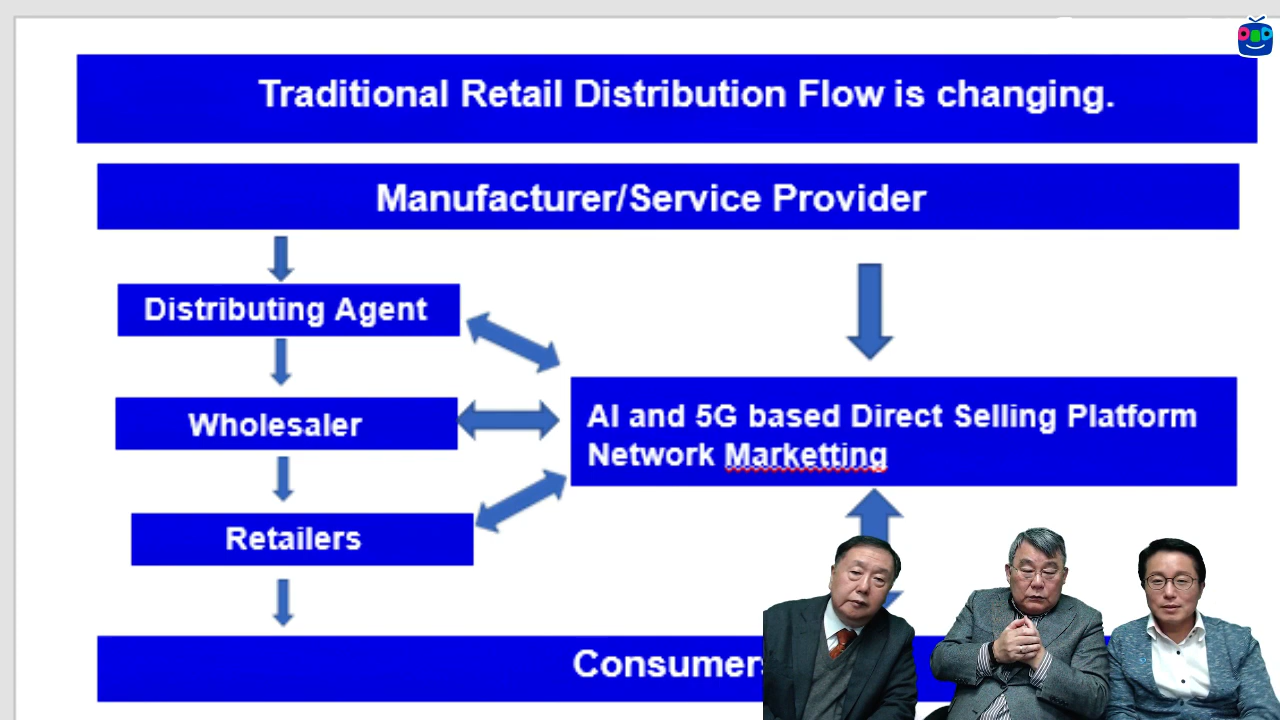 Traditional Retail Distribution Flow is changing.
Manufacturer/Service Provider
Distributing Agent
Wholesaler
AI and 5G based Direct Selling Platform
Network Marketting
Retailers
Consumers